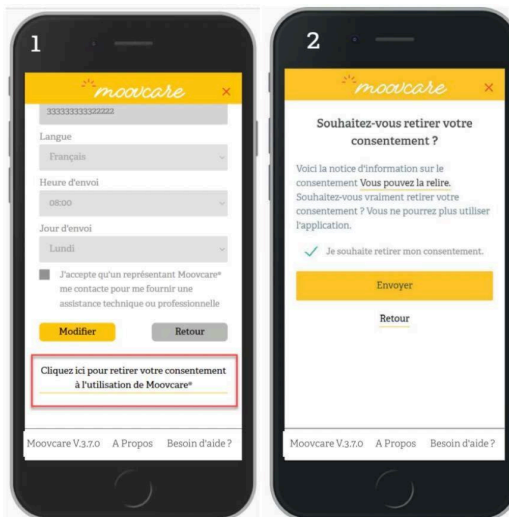 1
moovcare ×
333333333322222
Langue
Français
Heure d'envoi
08:00
Jour d'envoi
Lundi
J'accepte qu'un représentant Moovcare®
me contacte pour me fournir une
assistance technique ou professionnelle
Modifier Retour
Cliquez ici pour retirer votre consentement
à l'utilisation de Moovcare®
Moovcare V.3.7.0 A Propos Besoin d'aide ?
2
moovcare ×
Souhaitez-vous retirer votre
consentement ?
Voici la notice d'information sur le
consentement Vous pouvez la relire.
Souhaitez-vous vraiment retirer votre
consentement ? Vous ne pourrez plus utiliser
l'application.
Je souhaite retirer mon consentement.
Envoyer
Retour
Moovcare V.3.7.0 A Propos Besoin d'aide ?